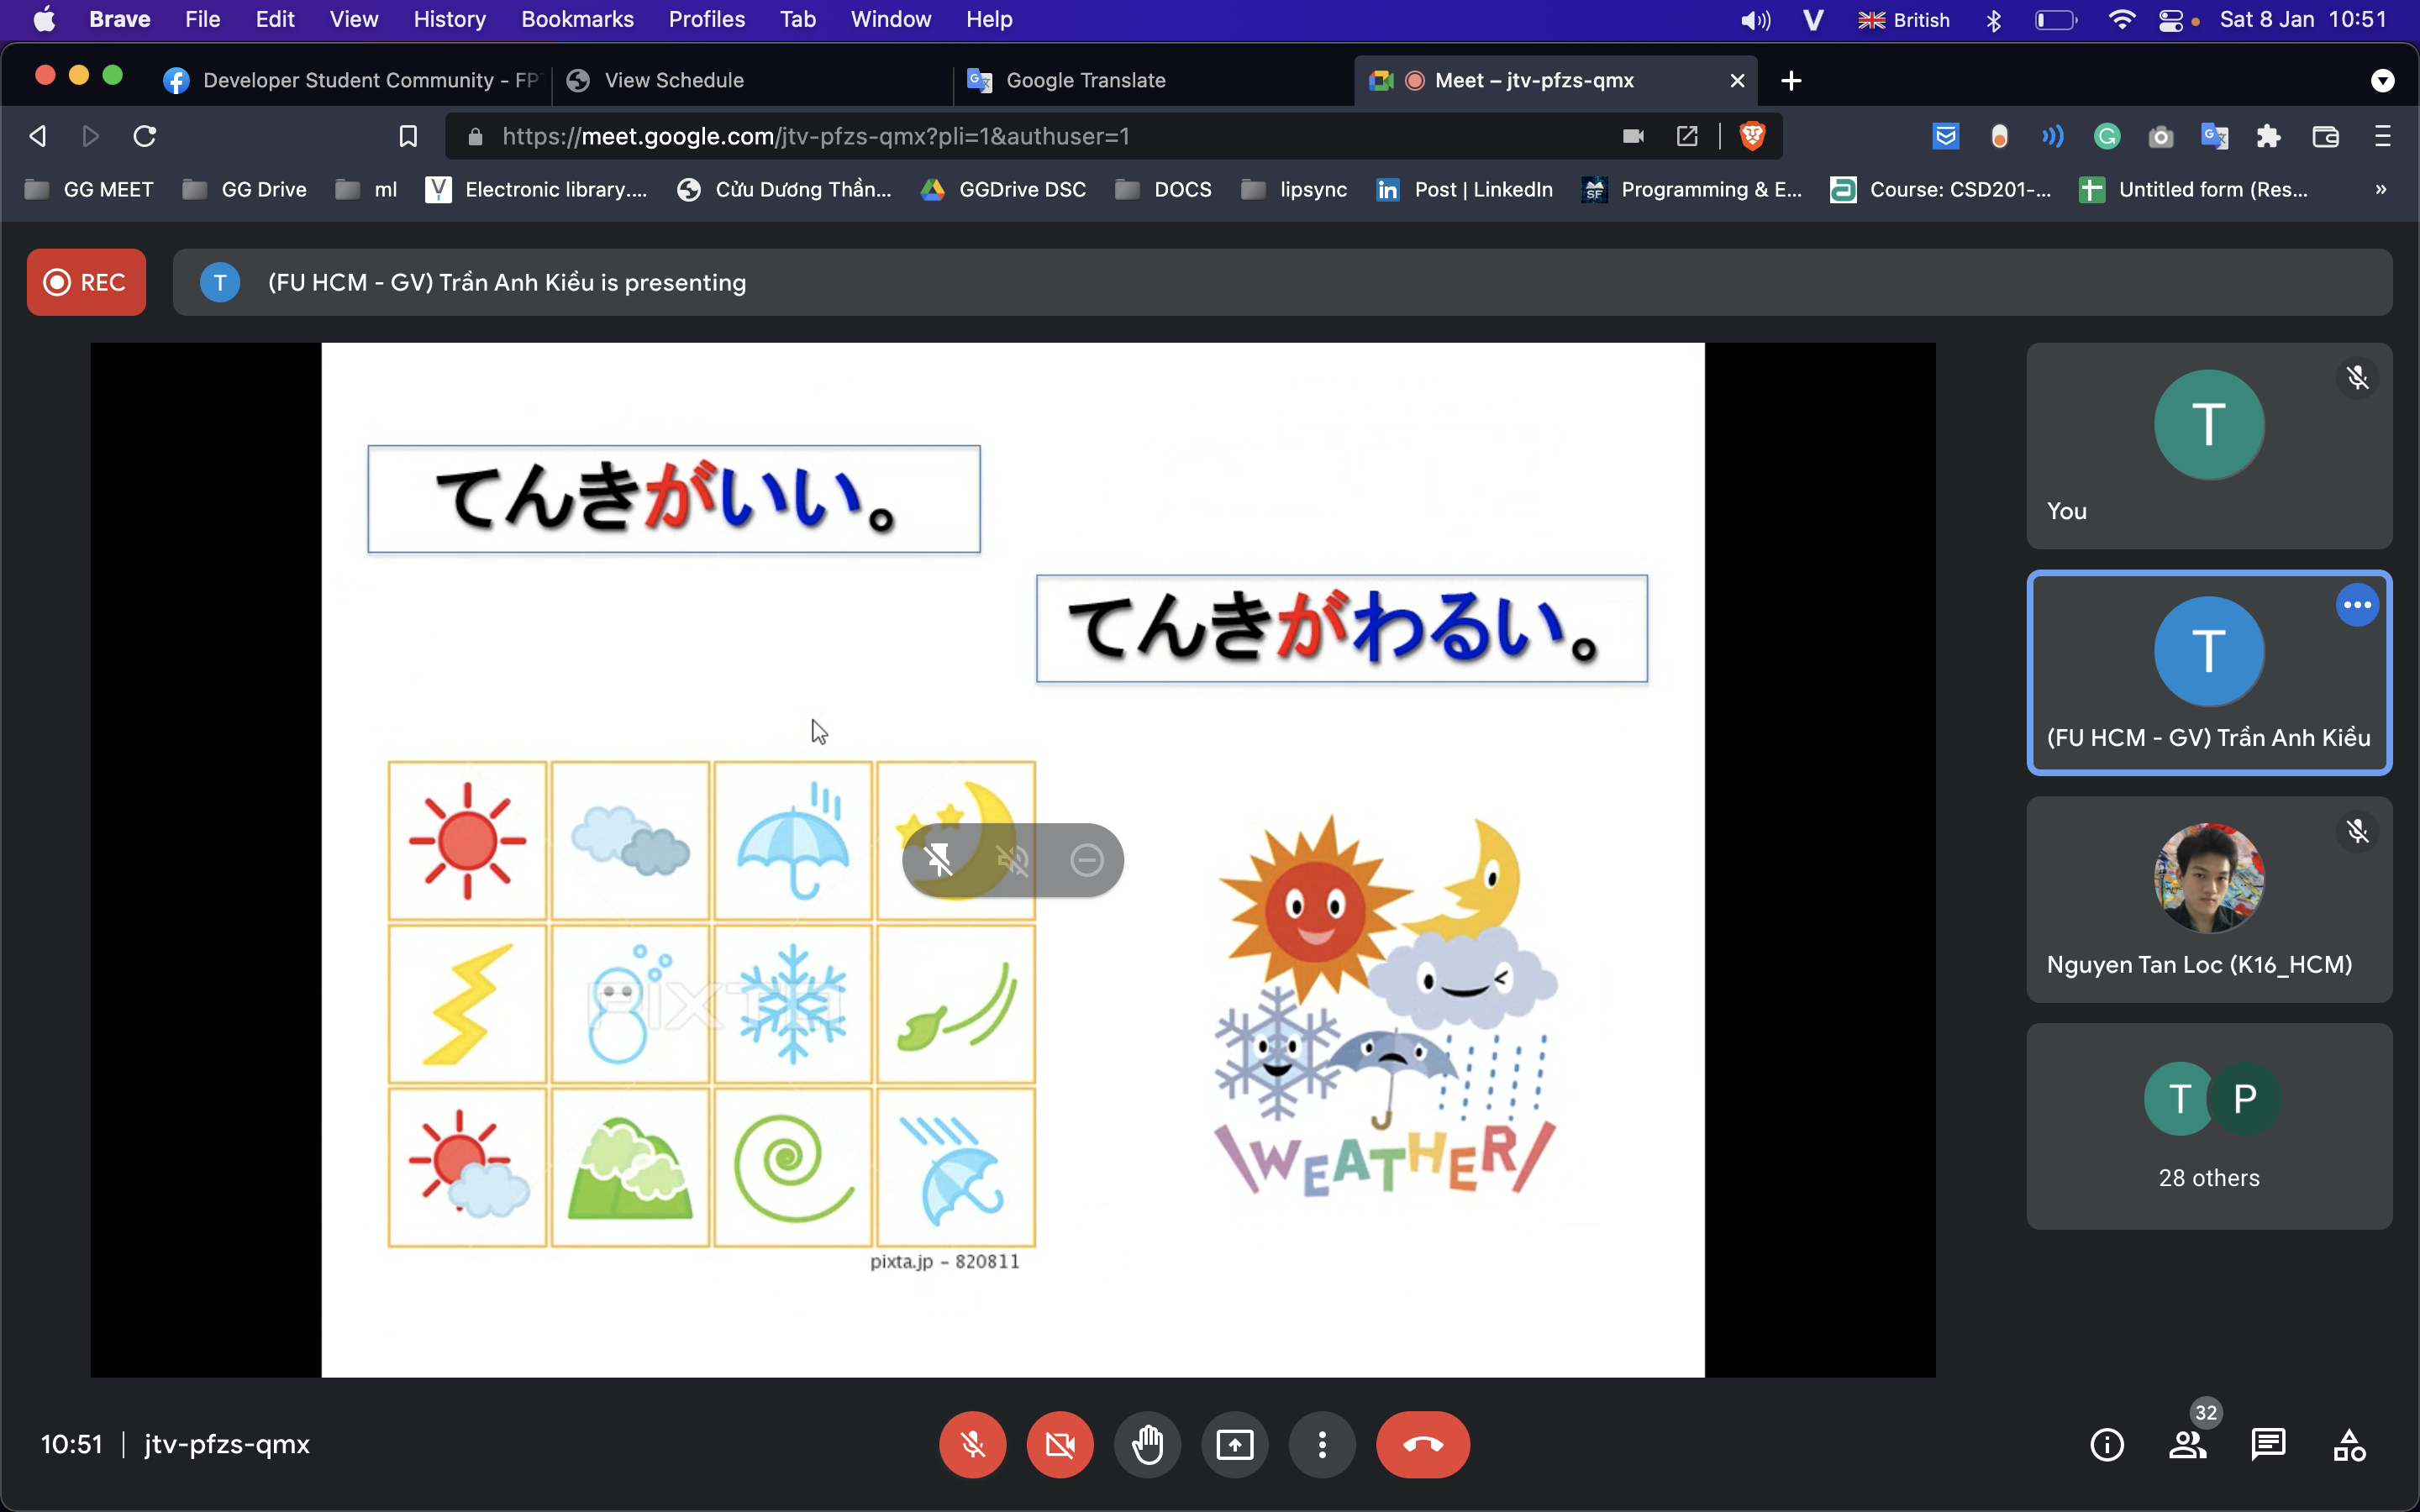 Brave File Edit View History Bookmarks Profiles Tab Window Help V British Sat 8 Jan 10:51
Developer Student Community - FP View Schedule Google Translate Meet – jtv-pfzs-qmx
https://meet.google.com/jtv-pfzs-qmx?pli=1&authuser=1
GG MEET GG Drive ml Electronic library.... Cửu Dương Thần... GGDrive DSC DOCS lipsync Post | LinkedIn Programming & E... Course: CSD201-... Untitled form (Res... »
REC T (FU HCM - GV) Trần Anh Kiều is presenting
てんきがいい。
てんきがわるい。
PIXTA
WEATHER
pixta.jp - 820811
T
You
T
(FU HCM - GV) Trần Anh Kiều
Nguyen Tan Loc (K16_HCM)
T P
28 others
10:51 | jtv-pfzs-qmx
32